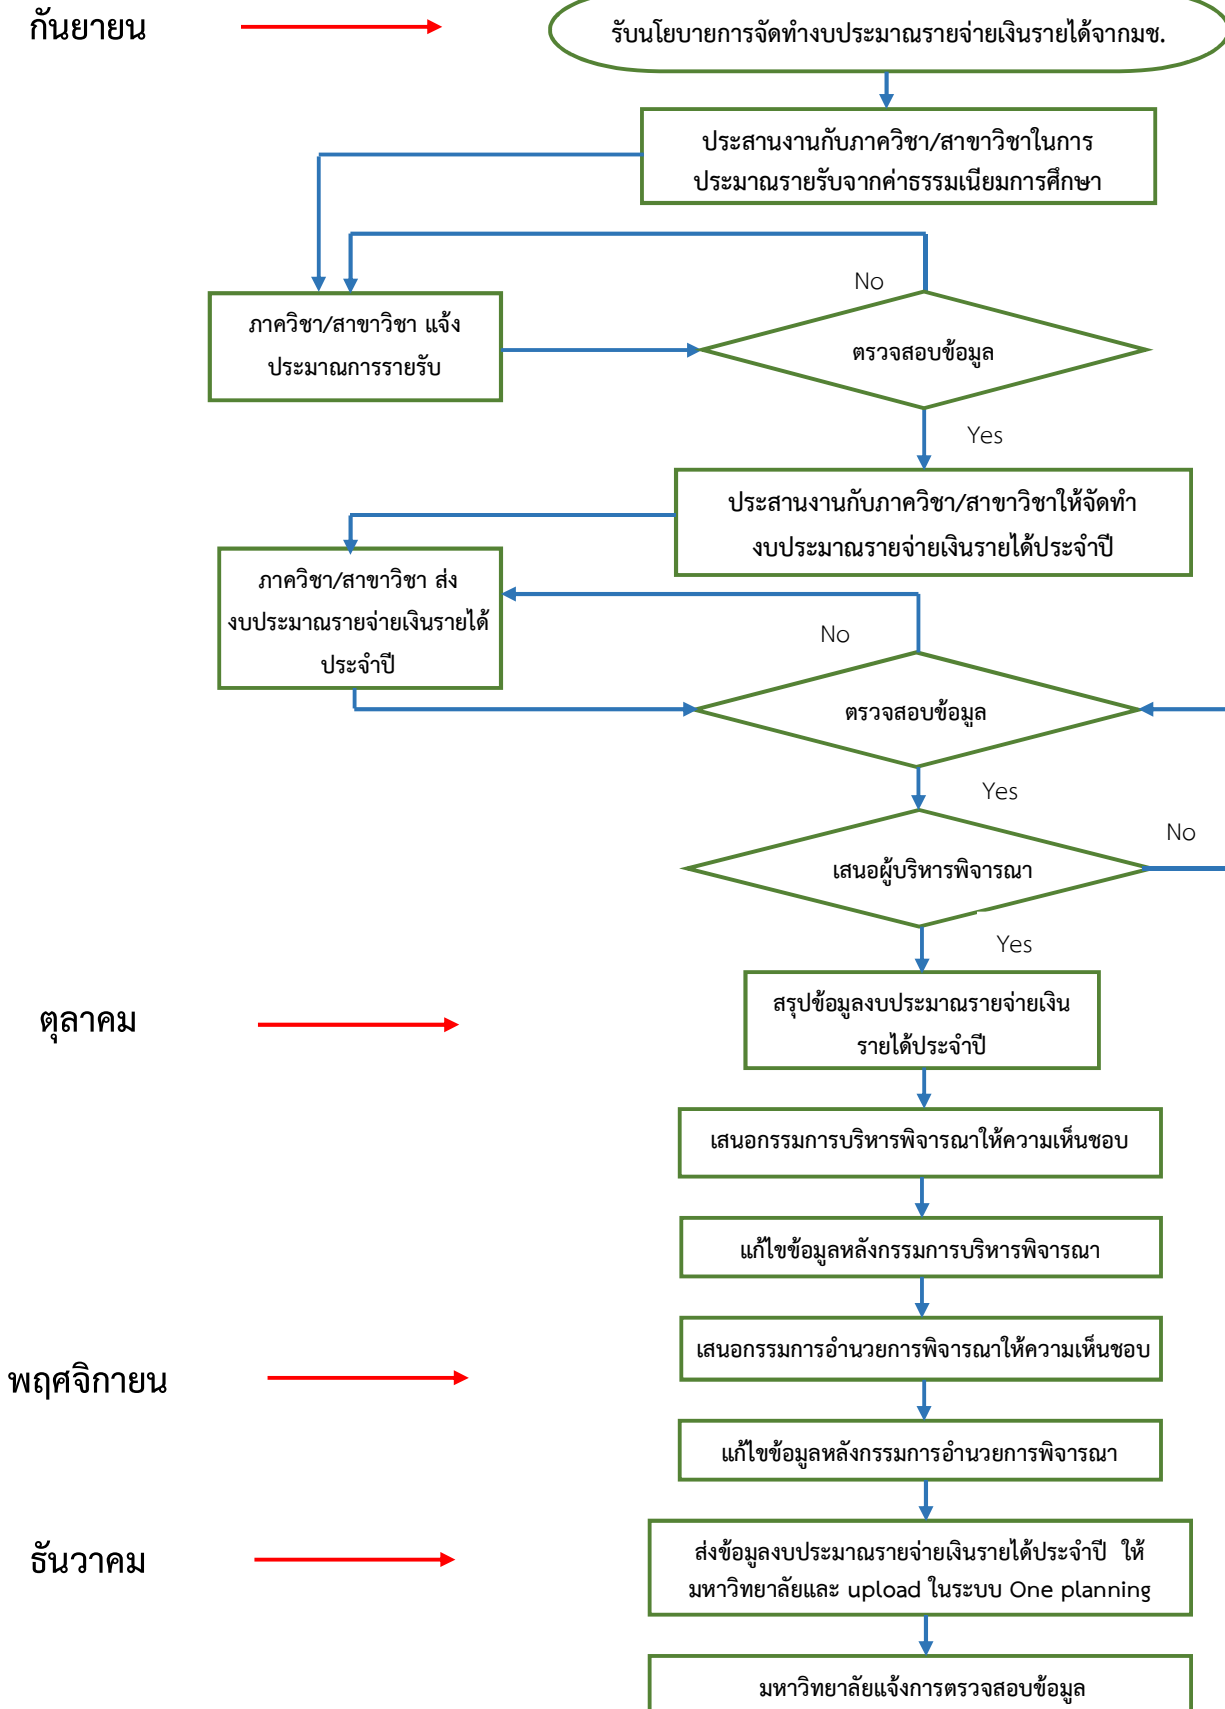 กันยายน
รับนโยบายการจัดทำงบประมาณรายจ่ายเงินรายได้จากมช.
ประสานงานกับภาควิชา/สาขาวิชาในการ
ประมาณรายรับจากค่าธรรมเนียมการศึกษา
No
ภาควิชา/สาขาวิชา แจ้ง
ประมาณการรายรับ
ตรวจสอบข้อมูล
Yes
ประสานงานกับภาควิชา/สาขาวิชาให้จัดทำ
งบประมาณรายจ่ายเงินรายได้ประจำปี
ภาควิชา/สาขาวิชา ส่ง
งบประมาณรายจ่ายเงินรายได้
ประจำปี
No
ตรวจสอบข้อมูล
Yes
No
เสนอผู้บริหารพิจารณา
Yes
ตุลาคม
สรุปข้อมูลงบประมาณรายจ่ายเงิน
รายได้ประจำปี
เสนอกรรมการบริหารพิจารณาให้ความเห็นชอบ
แก้ไขข้อมูลหลังกรรมการบริหารพิจารณา
เสนอกรรมการอำนวยการพิจารณาให้ความเห็นชอบ
พฤศจิกายน
แก้ไขข้อมูลหลังกรรมการอำนวยการพิจารณา
ธันวาคม
ส่งข้อมูลงบประมาณรายจ่ายเงินรายได้ประจำปี ให้
มหาวิทยาลัยและ upload ในระบบ One planning
มหาวิทยาลัยแจ้งการตรวจสอบข้อมูล